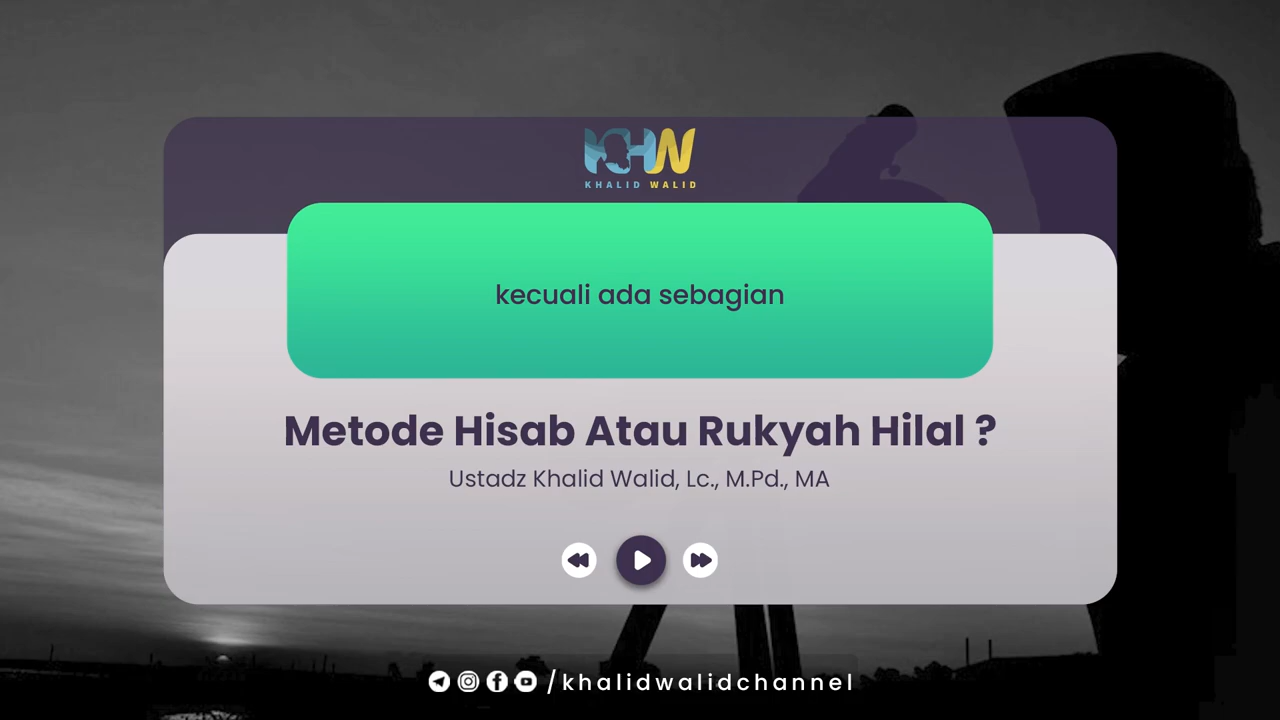 KHW
KHALID WALID
kecuali ada sebagian
Metode Hisab Atau Rukyah Hilal ?
Ustadz Khalid Walid, Lc., M.Pd., MA
/khalidwalidchannel